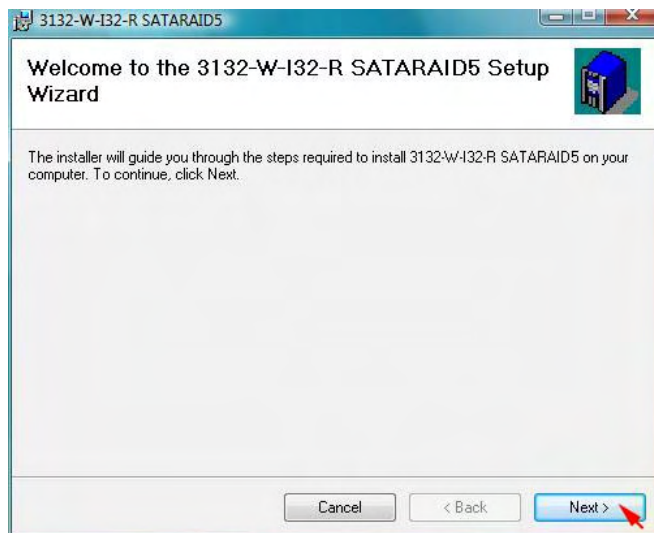 3132-W-I32-R SATARAID5
Welcome to the 3132-W-I32-R SATARAID5 Setup
Wizard
The installer will guide you through the steps required to install 3132-W-I32-R SATARAID5 on your
computer. To continue, click Next.
Cancel
< Back
Next >